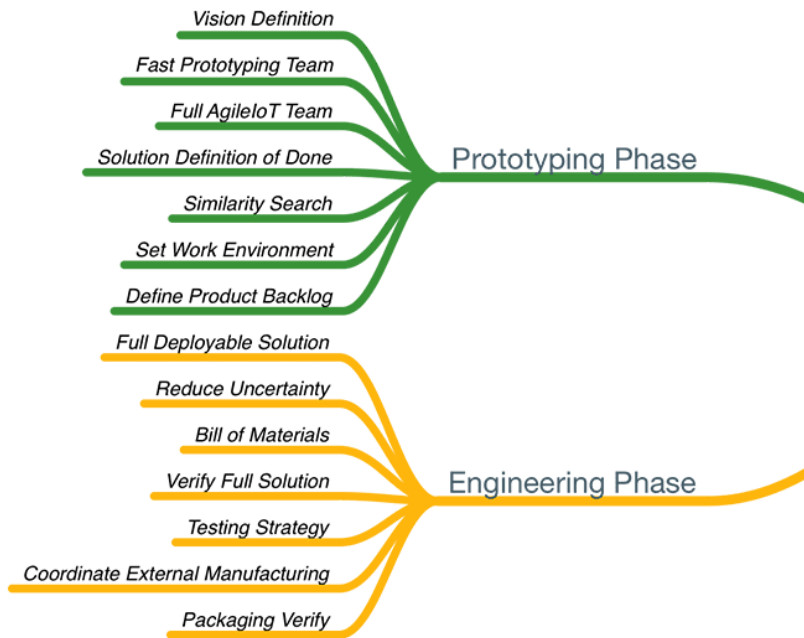 Vision Definition
Fast Prototyping Team
Full AgileIoT Team
Solution Definition of Done
Prototyping Phase
Similarity Search
Set Work Environment
Define Product Backlog
Full Deployable Solution
Reduce Uncertainty
Bill of Materials
Verify Full Solution
Engineering Phase
Testing Strategy
Coordinate External Manufacturing
Packaging Verify